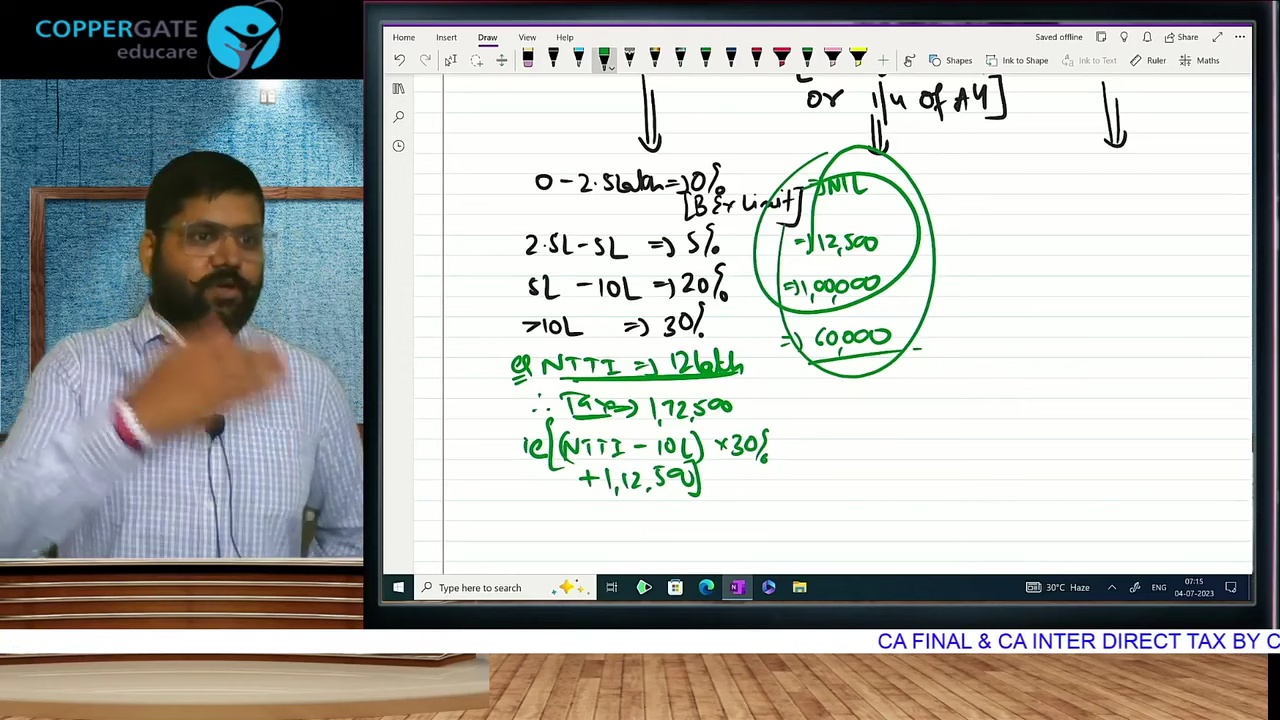 COPPERGATE
educare
Home Insert Draw View Help
Saved offline
Share
Shapes
Ink to Shape
Ink to Text
Ruler
Maths
or 1/4 of AY]
0 - 2.5Lakh => 0%
[B Ex Limit]
=> NIL
2.5L - 5L => 5%
=> 12,500
5L - 10L => 20%
=> 1,00,000
>10L => 30%
=> 60,000
eg NTTI => 12 lakh
∴ Tax => 1,72,500
ie[(NTTI - 10L) × 30%
+ 1,12,500]
Type here to search
30°C Haze
ENG
07:15
04-07-2023
CA FINAL & CA INTER DIRECT TAX BY C